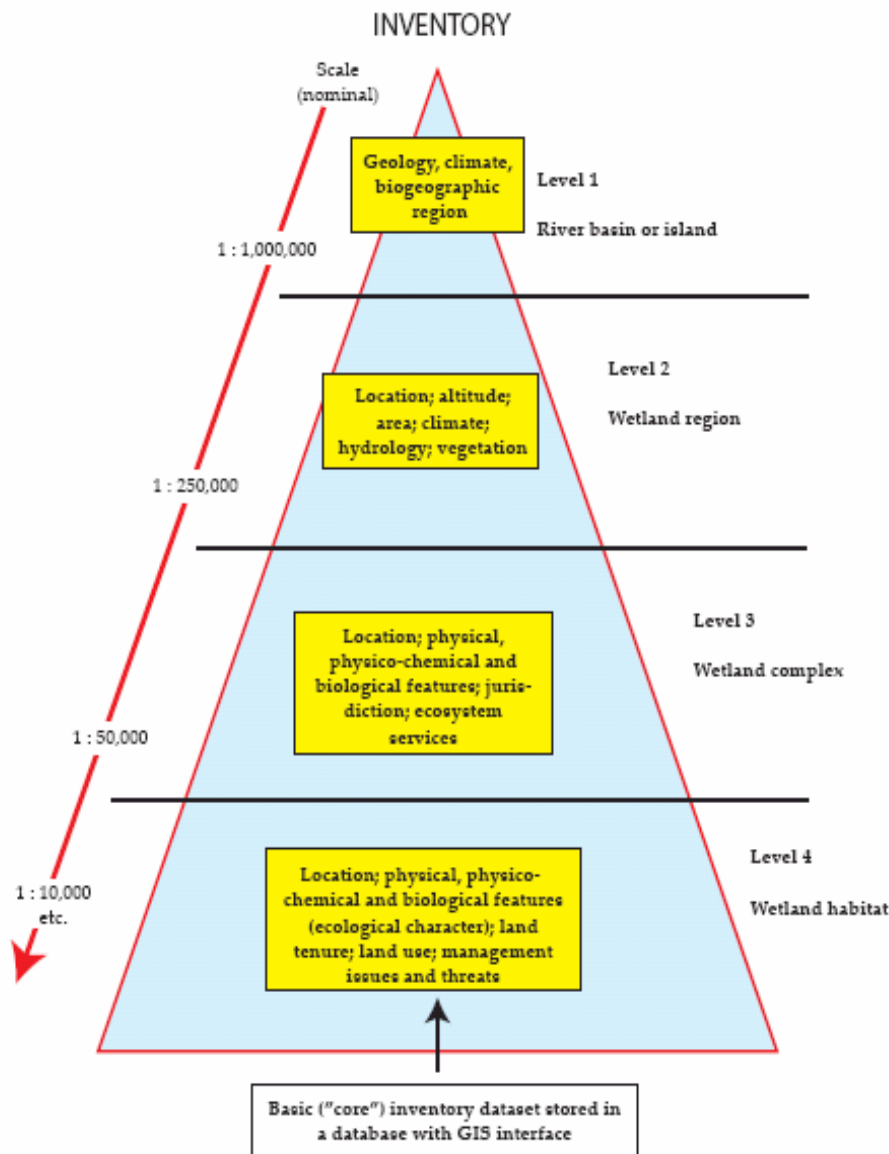 INVENTORY
Scale
(nominal)
Geology, climate,
biogeographic
region
Level 1
River basin or island
1 : 1,000,000
Level 2
Wetland region
Location; altitude;
area; climate;
hydrology; vegetation
1 : 250,000
Level 3
Wetland complex
Location; physical,
physico-chemical and
biological features; juris-
diction; ecosystem
services
1 : 50,000
Level 4
Wetland habitat
Location; physical, physico-
chemical and biological features
(ecological character); land
tenure; land use; management
issues and threats
1 : 10,000
etc.
Basic ("core") inventory dataset stored in
a database with GIS interface